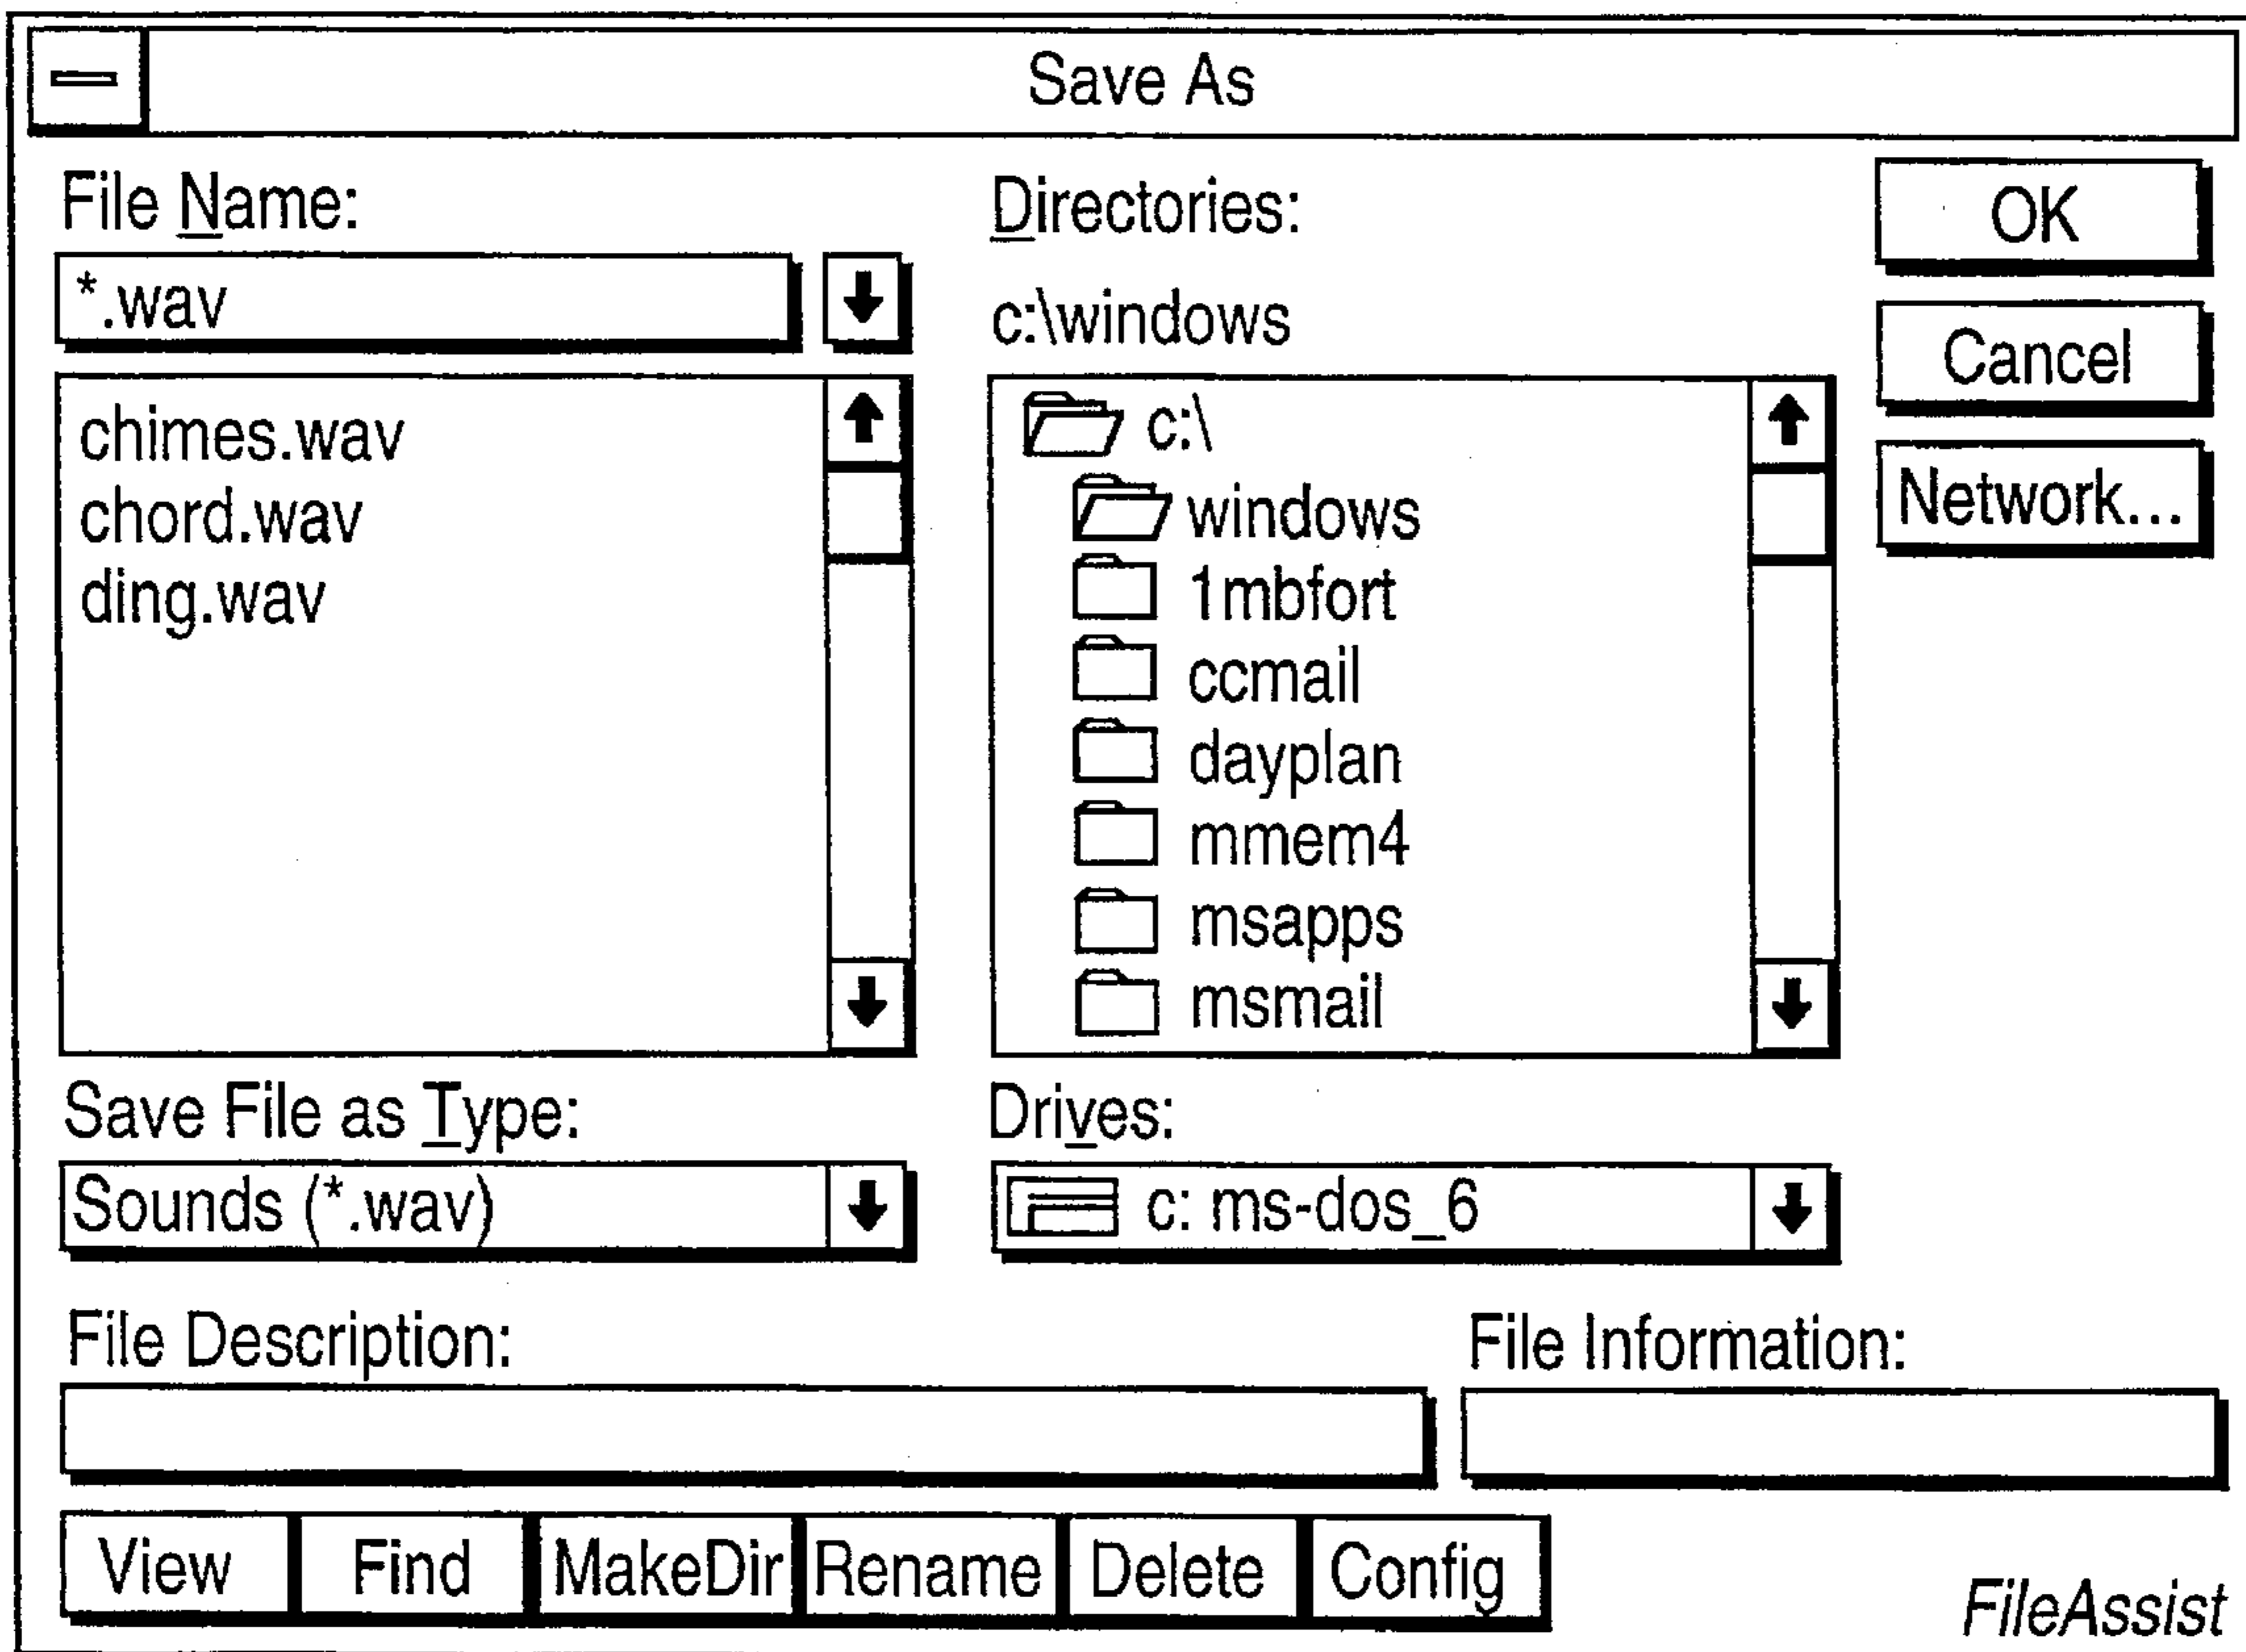 Save As
File Name:
*.wav
chimes.wav
chord.wav
ding.wav
Directories:
c:\windows
c:\
windows
1mbfort
ccmail
dayplan
mmem4
msapps
msmail
OK
Cancel
Network...
Save File as Type:
Sounds (*.wav)
Drives:
c: ms-dos_6
File Description:
File Information:
View Find MakeDir Rename Delete Config
FileAssist